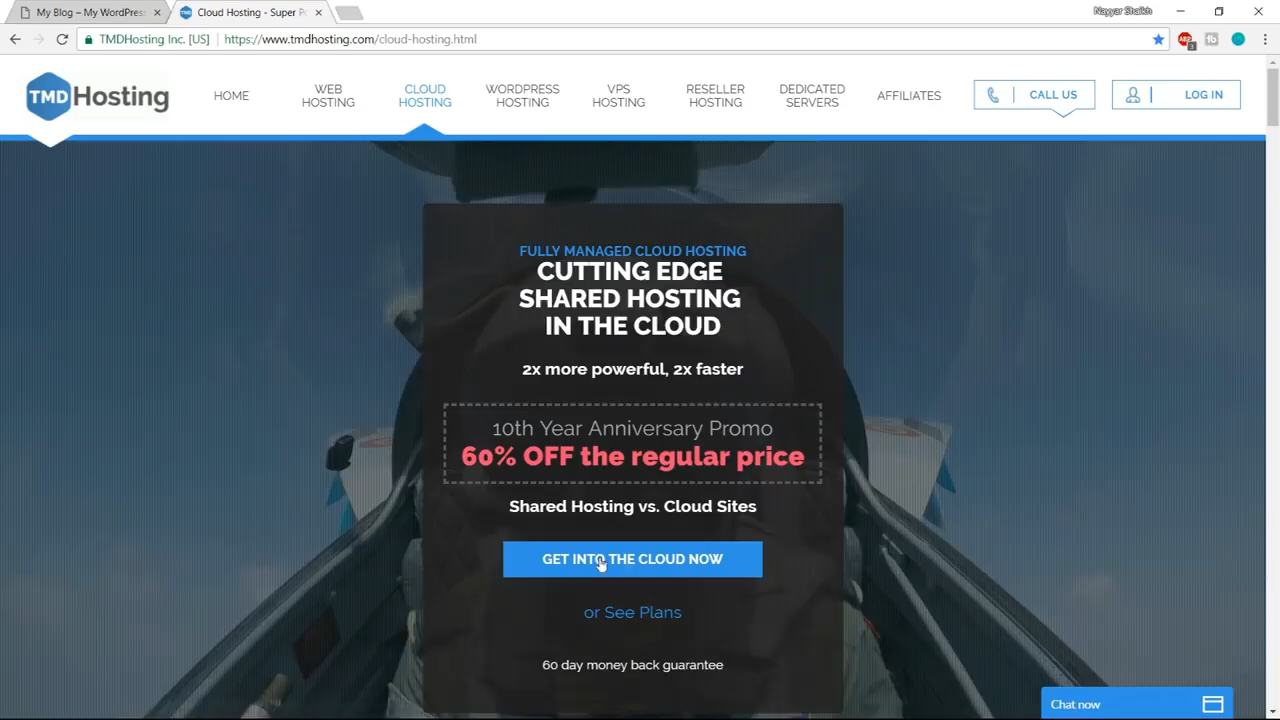 My Blog – My WordPres
Cloud Hosting - Super P
Nayyar Shaikh
TMDHosting Inc. [US]
https://www.tmdhosting.com/cloud-hosting.html
TMDHosting
HOME
WEB
HOSTING
CLOUD
HOSTING
WORDPRESS
HOSTING
VPS
HOSTING
RESELLER
HOSTING
DEDICATED
SERVERS
AFFILIATES
CALL US
LOG IN
FULLY MANAGED CLOUD HOSTING
CUTTING EDGE
SHARED HOSTING
IN THE CLOUD
2x more powerful, 2x faster
10th Year Anniversary Promo
60% OFF the regular price
Shared Hosting vs. Cloud Sites
GET INTO THE CLOUD NOW
or See Plans
60 day money back guarantee
Chat now